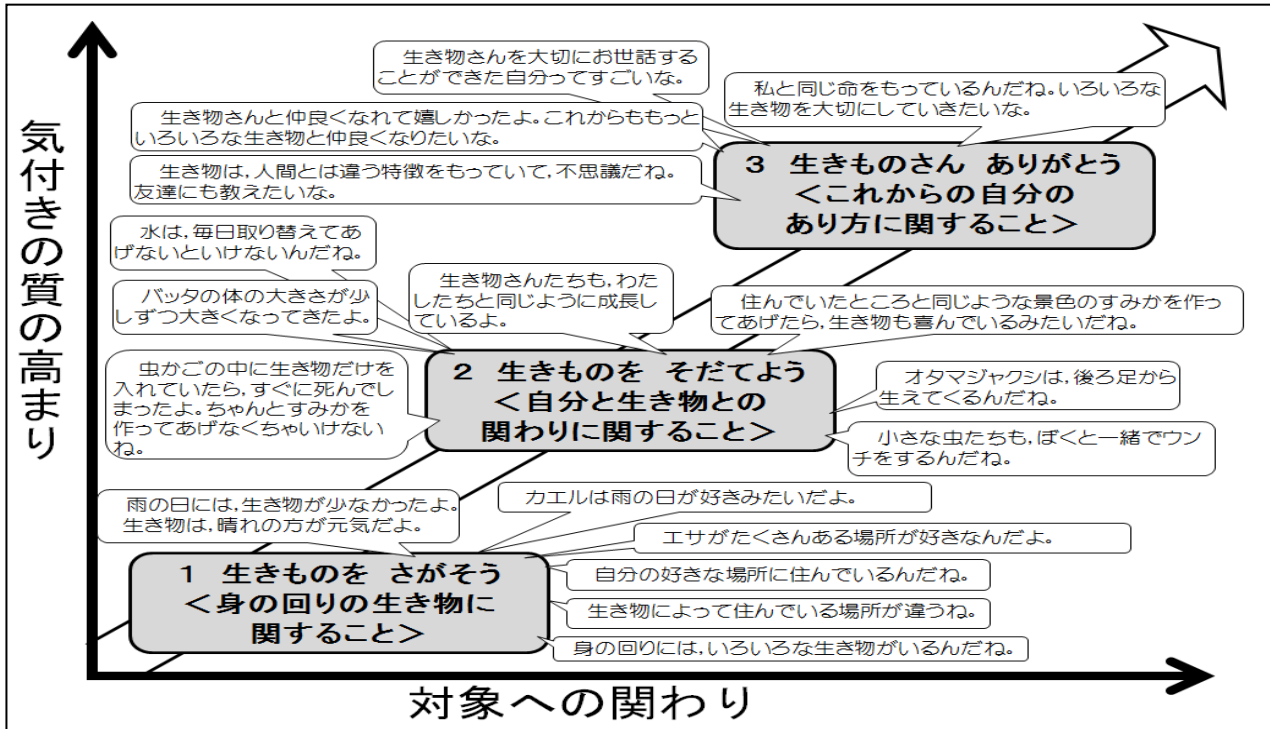 気付きの質の高まり
生き物さんを大切にお世話する
ことができた自分ってすごいな。
私と同じ命をもっているんだね。いろいろな
生き物を大切にしていきたいな。
生き物さんと仲良くなれて嬉しかったよ。これからももっと
いろいろな生き物と仲良くなりたいな。
生き物は,人間とは違う特徴をもっていて,不思議だね。
友達にも教えたいな。
3 生きものさん ありがとう
<これからの自分の
あり方に関すること>
水は,毎日取り替えてあ
げないといけないんだね。
バッタの体の大きさが少
しずつ大きくなってきたよ。
生き物さんたちも,わた
したちと同じように成長し
ているよ。
住んでいたところと同じような景色のすみかを作っ
てあげたら,生き物も喜んでいるみたいだね。
虫かごの中に生き物だけを
入れていたら,すぐに死んでし
まったよ。ちゃんとすみかを
作ってあげなくちゃいけない
ね。
2 生きものを そだてよう
<自分と生き物との
関わりに関すること>
オタマジャクシは,後ろ足から
生えてくるんだね。
小さな虫たちも,ぼくと一緒でウン
チをするんだね。
雨の日には,生き物が少なかったよ。
生き物は,晴れの方が元気だよ。
カエルは雨の日が好きみたいだよ。
エサがたくさんある場所が好きなんだよ。
1 生きものを さがそう
<身の回りの生き物に
関すること>
自分の好きな場所に住んでいるんだね。
生き物によって住んでいる場所が違うね。
身の回りには,いろいろな生き物がいるんだね。
対象への関わり